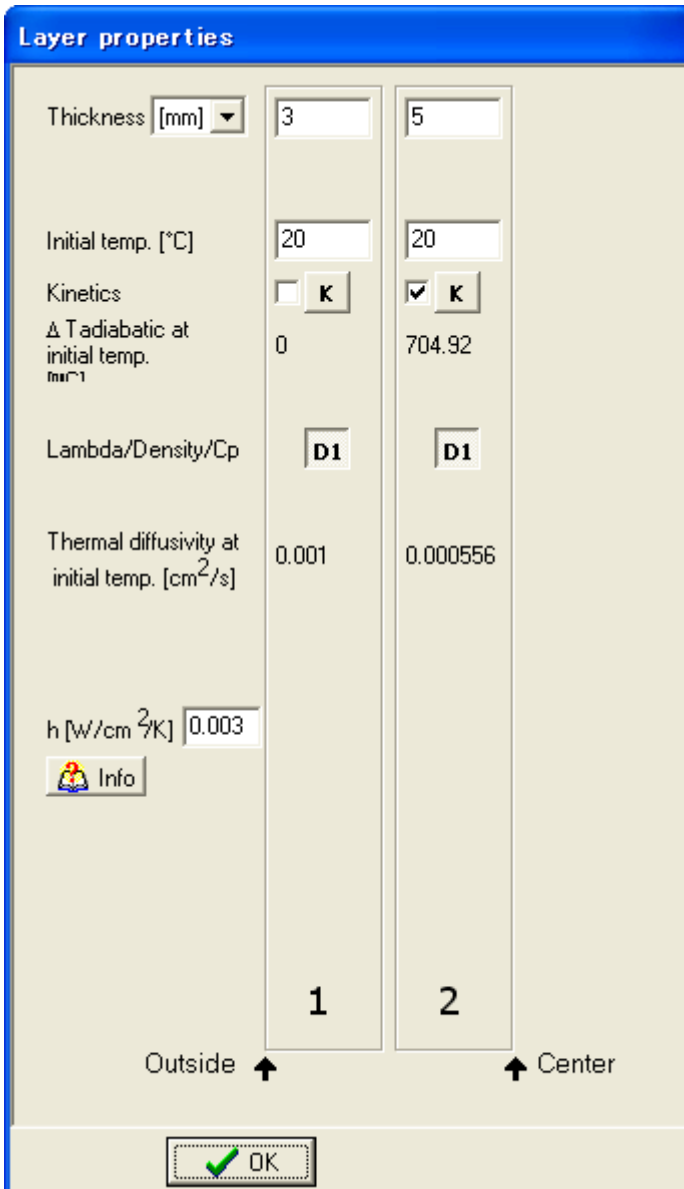 Layer properties
Thickness [mm] 3 5
Initial temp. [°C] 20 20
Kinetics K K
Δ Tadiabatic at
initial temp. 0 704.92
Lambda/Density/Cp D1 D1
Thermal diffusivity at
initial temp. [cm2/s] 0.001 0.000556
h [W/cm 2/K] 0.003
Info
1 2
Outside Center
OK